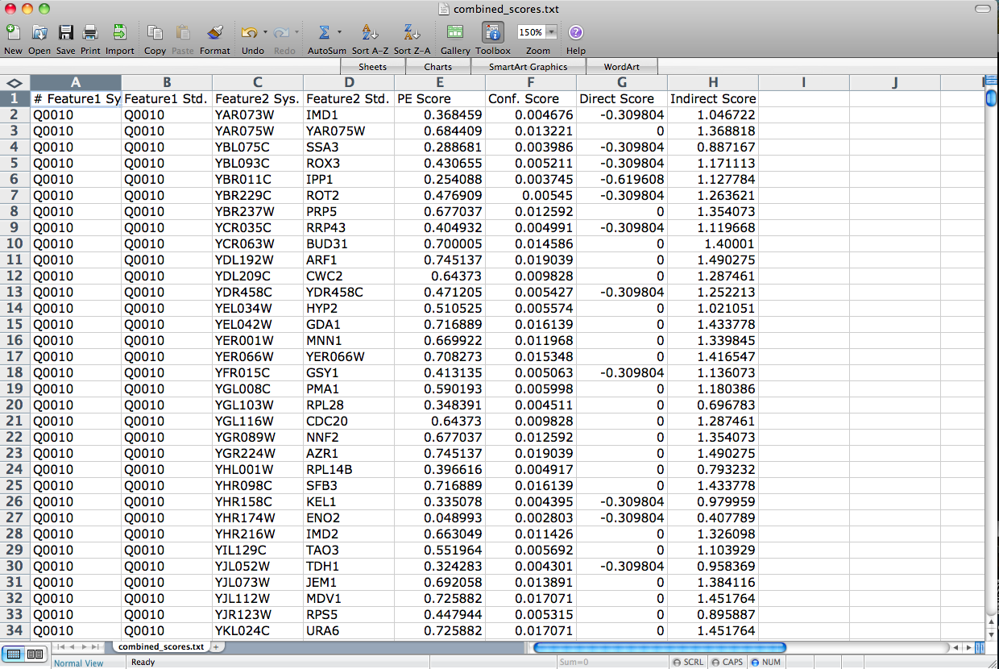 combined_scores.txt
New Open Save Print Import Copy Paste Format Undo Redo AutoSum Sort A-Z Sort Z-A Gallery Toolbox 150% Zoom Help
Sheets Charts SmartArt Graphics WordArt
A B C D E F G H I J
1 # Feature1 Sy Feature1 Std. Feature2 Sys. Feature2 Std. PE Score Conf. Score Direct Score Indirect Score
2 Q0010 Q0010 YAR073W IMD1 0.368459 0.004676 -0.309804 1.046722
3 Q0010 Q0010 YAR075W YAR075W 0.684409 0.013221 0 1.368818
4 Q0010 Q0010 YBL075C SSA3 0.288681 0.003986 -0.309804 0.887167
5 Q0010 Q0010 YBL093C ROX3 0.430655 0.005211 -0.309804 1.171113
6 Q0010 Q0010 YBR011C IPP1 0.254088 0.003745 -0.619608 1.127784
7 Q0010 Q0010 YBR229C ROT2 0.476909 0.00545 -0.309804 1.263621
8 Q0010 Q0010 YBR237W PRP5 0.677037 0.012592 0 1.354073
9 Q0010 Q0010 YCR035C RRP43 0.404932 0.004991 -0.309804 1.119668
10 Q0010 Q0010 YCR063W BUD31 0.700005 0.014586 0 1.40001
11 Q0010 Q0010 YDL192W ARF1 0.745137 0.019039 0 1.490275
12 Q0010 Q0010 YDL209C CWC2 0.64373 0.009828 0 1.287461
13 Q0010 Q0010 YDR458C YDR458C 0.471205 0.005427 -0.309804 1.252213
14 Q0010 Q0010 YEL034W HYP2 0.510525 0.005574 0 1.021051
15 Q0010 Q0010 YEL042W GDA1 0.716889 0.016139 0 1.433778
16 Q0010 Q0010 YER001W MNN1 0.669922 0.011968 0 1.339845
17 Q0010 Q0010 YER066W YER066W 0.708273 0.015348 0 1.416547
18 Q0010 Q0010 YFR015C GSY1 0.413135 0.005063 -0.309804 1.136073
19 Q0010 Q0010 YGL008C PMA1 0.590193 0.005998 0 1.180386
20 Q0010 Q0010 YGL103W RPL28 0.348391 0.004511 0 0.696783
21 Q0010 Q0010 YGL116W CDC20 0.64373 0.009828 0 1.287461
22 Q0010 Q0010 YGR089W NNF2 0.677037 0.012592 0 1.354073
23 Q0010 Q0010 YGR224W AZR1 0.745137 0.019039 0 1.490275
24 Q0010 Q0010 YHL001W RPL14B 0.396616 0.004917 0 0.793232
25 Q0010 Q0010 YHR098C SFB3 0.716889 0.016139 0 1.433778
26 Q0010 Q0010 YHR158C KEL1 0.335078 0.004395 -0.309804 0.979959
27 Q0010 Q0010 YHR174W ENO2 0.048993 0.002803 -0.309804 0.407789
28 Q0010 Q0010 YHR216W IMD2 0.663049 0.011426 0 1.326098
29 Q0010 Q0010 YIL129C TAO3 0.551964 0.005692 0 1.103929
30 Q0010 Q0010 YJL052W TDH1 0.324283 0.004301 -0.309804 0.958369
31 Q0010 Q0010 YJL073W JEM1 0.692058 0.013891 0 1.384116
32 Q0010 Q0010 YJL112W MDV1 0.725882 0.017071 0 1.451764
33 Q0010 Q0010 YJR123W RPS5 0.447944 0.005315 0 0.895887
34 Q0010 Q0010 YKL024C URA6 0.725882 0.017071 0 1.451764
combined_scores.txt
Normal View Ready Sum=0 SCRL CAPS NUM